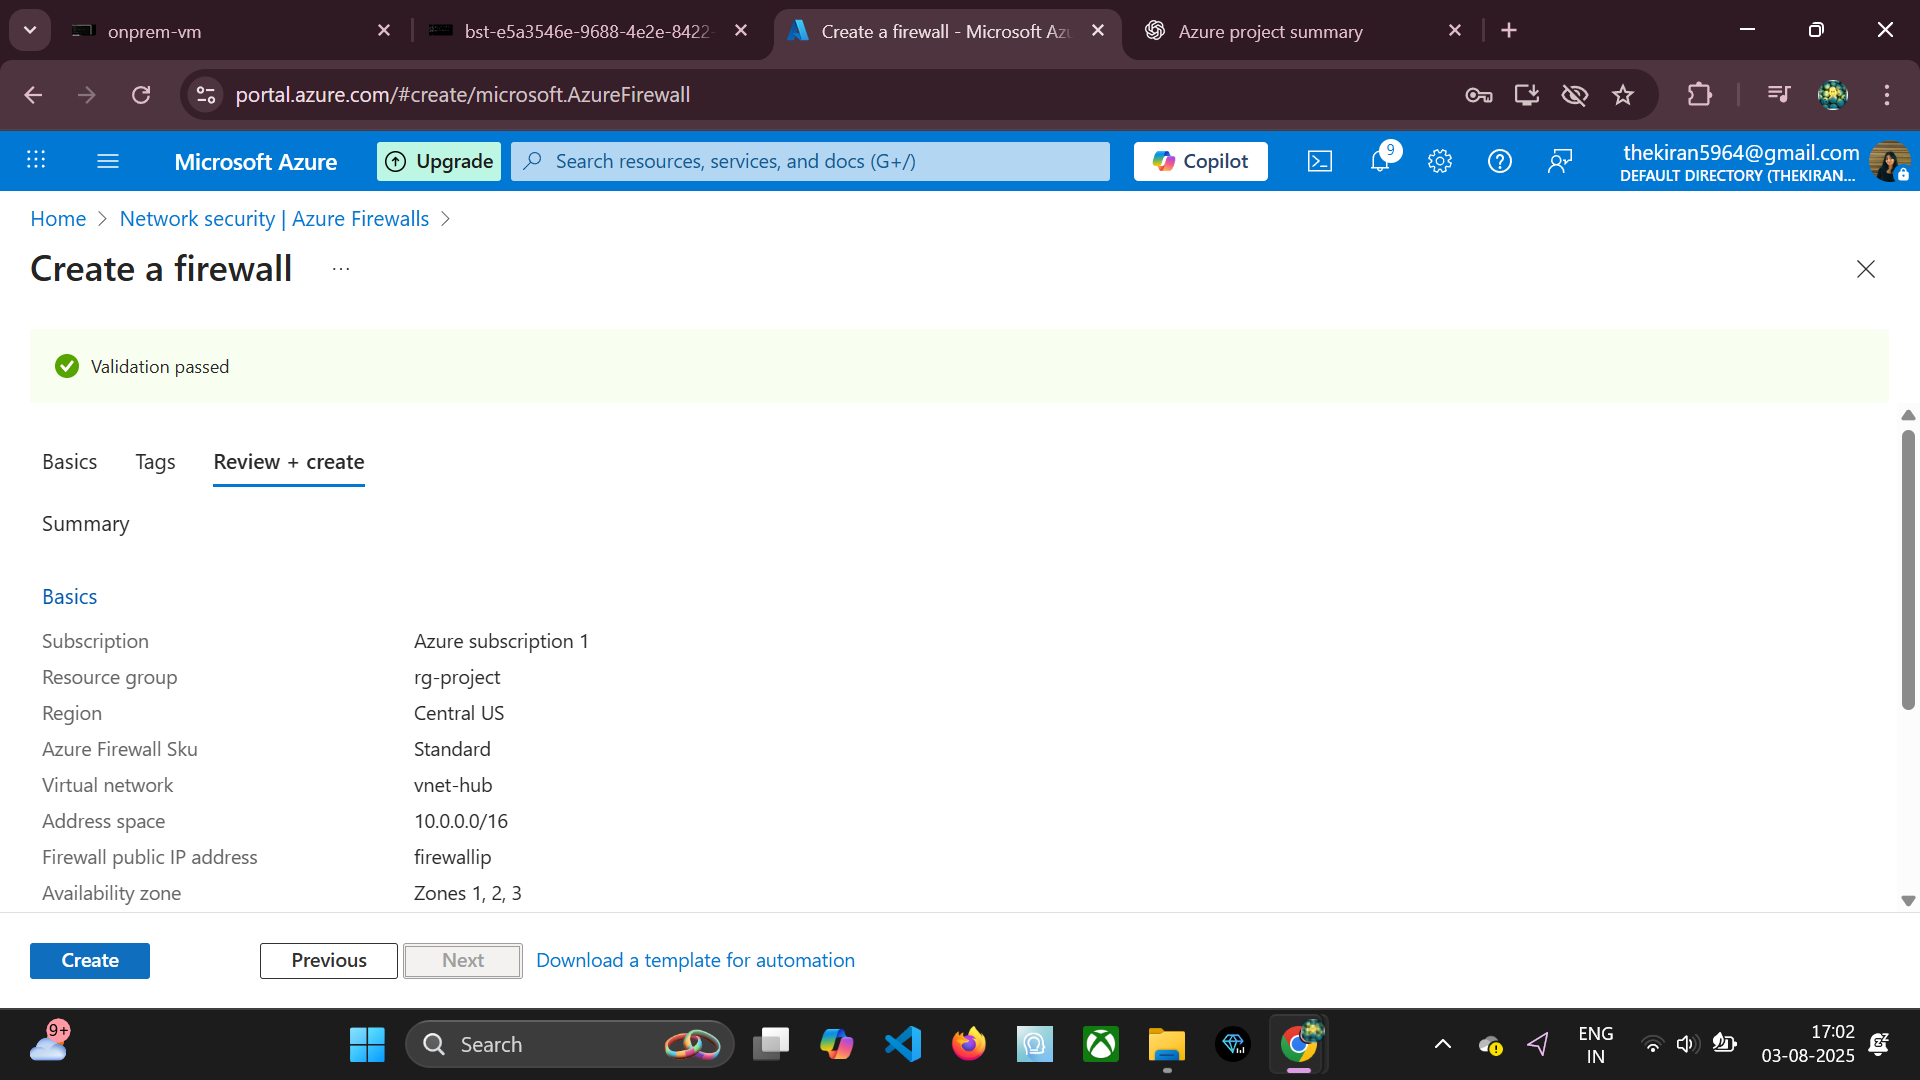 onprem-vm
bst-e5a3546e-9688-4e2e-8422-
Create a firewall - Microsoft Azu
Azure project summary
portal.azure.com/#create/microsoft.AzureFirewall
Microsoft Azure
Upgrade
Search resources, services, and docs (G+/)
Copilot
9
thekiran5964@gmail.com
DEFAULT DIRECTORY (THEKIRAN...
Home
Network security | Azure Firewalls
Create a firewall
...
Validation passed
Basics
Tags
Review + create
Summary
Basics
Subscription Azure subscription 1
Resource group rg-project
Region Central US
Azure Firewall Sku Standard
Virtual network vnet-hub
Address space 10.0.0.0/16
Firewall public IP address firewallip
Availability zone Zones 1, 2, 3
Create
Previous
Next
Download a template for automation
9+
Search
ENG
IN
17:02
03-08-2025